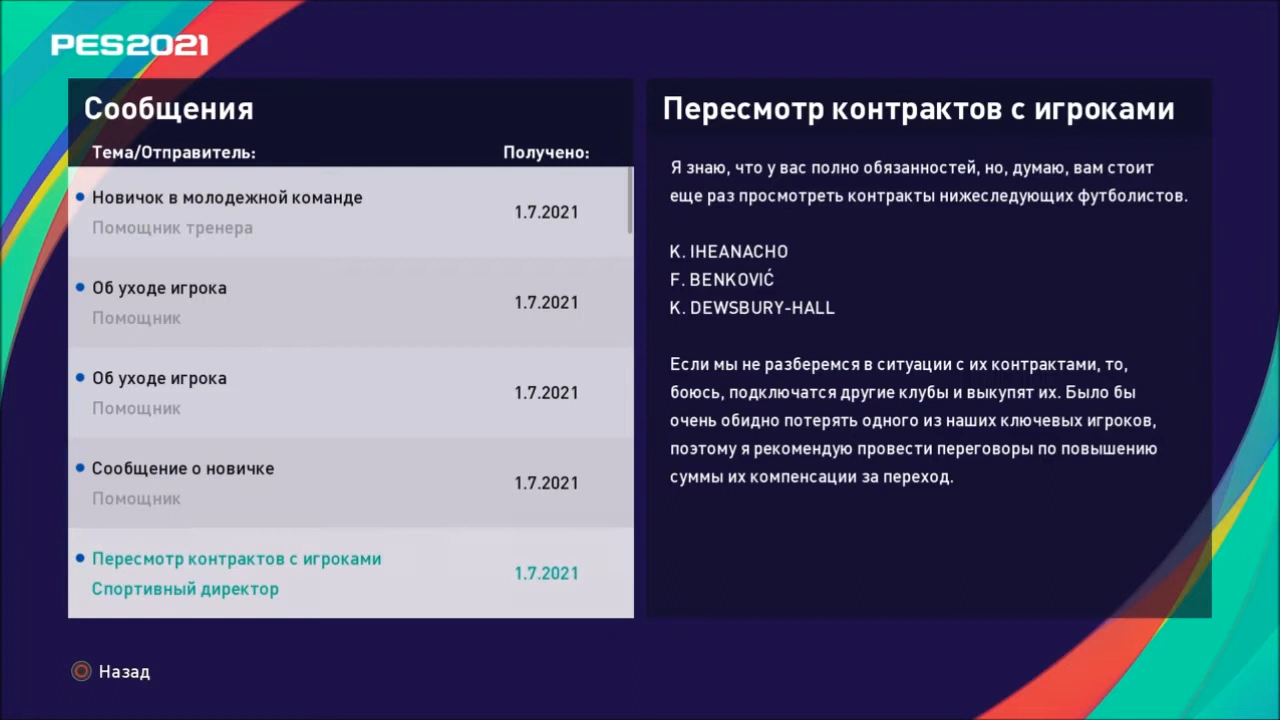 PES2021
Сообщения
Тема/Отправитель: Получено:
Новичок в молодежной команде
Помощник тренера
1.7.2021
Об уходе игрока
Помощник
1.7.2021
Об уходе игрока
Помощник
1.7.2021
Сообщение о новичке
Помощник
1.7.2021
Пересмотр контрактов с игроками
Спортивный директор
1.7.2021
Пересмотр контрактов с игроками
Я знаю, что у вас полно обязанностей, но, думаю, вам стоит
еще раз просмотреть контракты нижеследующих футболистов.
K. IHEANACHO
F. BENKOVIĆ
K. DEWSBURY-HALL
Если мы не разберемся в ситуации с их контрактами, то,
боюсь, подключатся другие клубы и выкупят их. Было бы
очень обидно потерять одного из наших ключевых игроков,
поэтому я рекомендую провести переговоры по повышению
суммы их компенсации за переход.
Назад